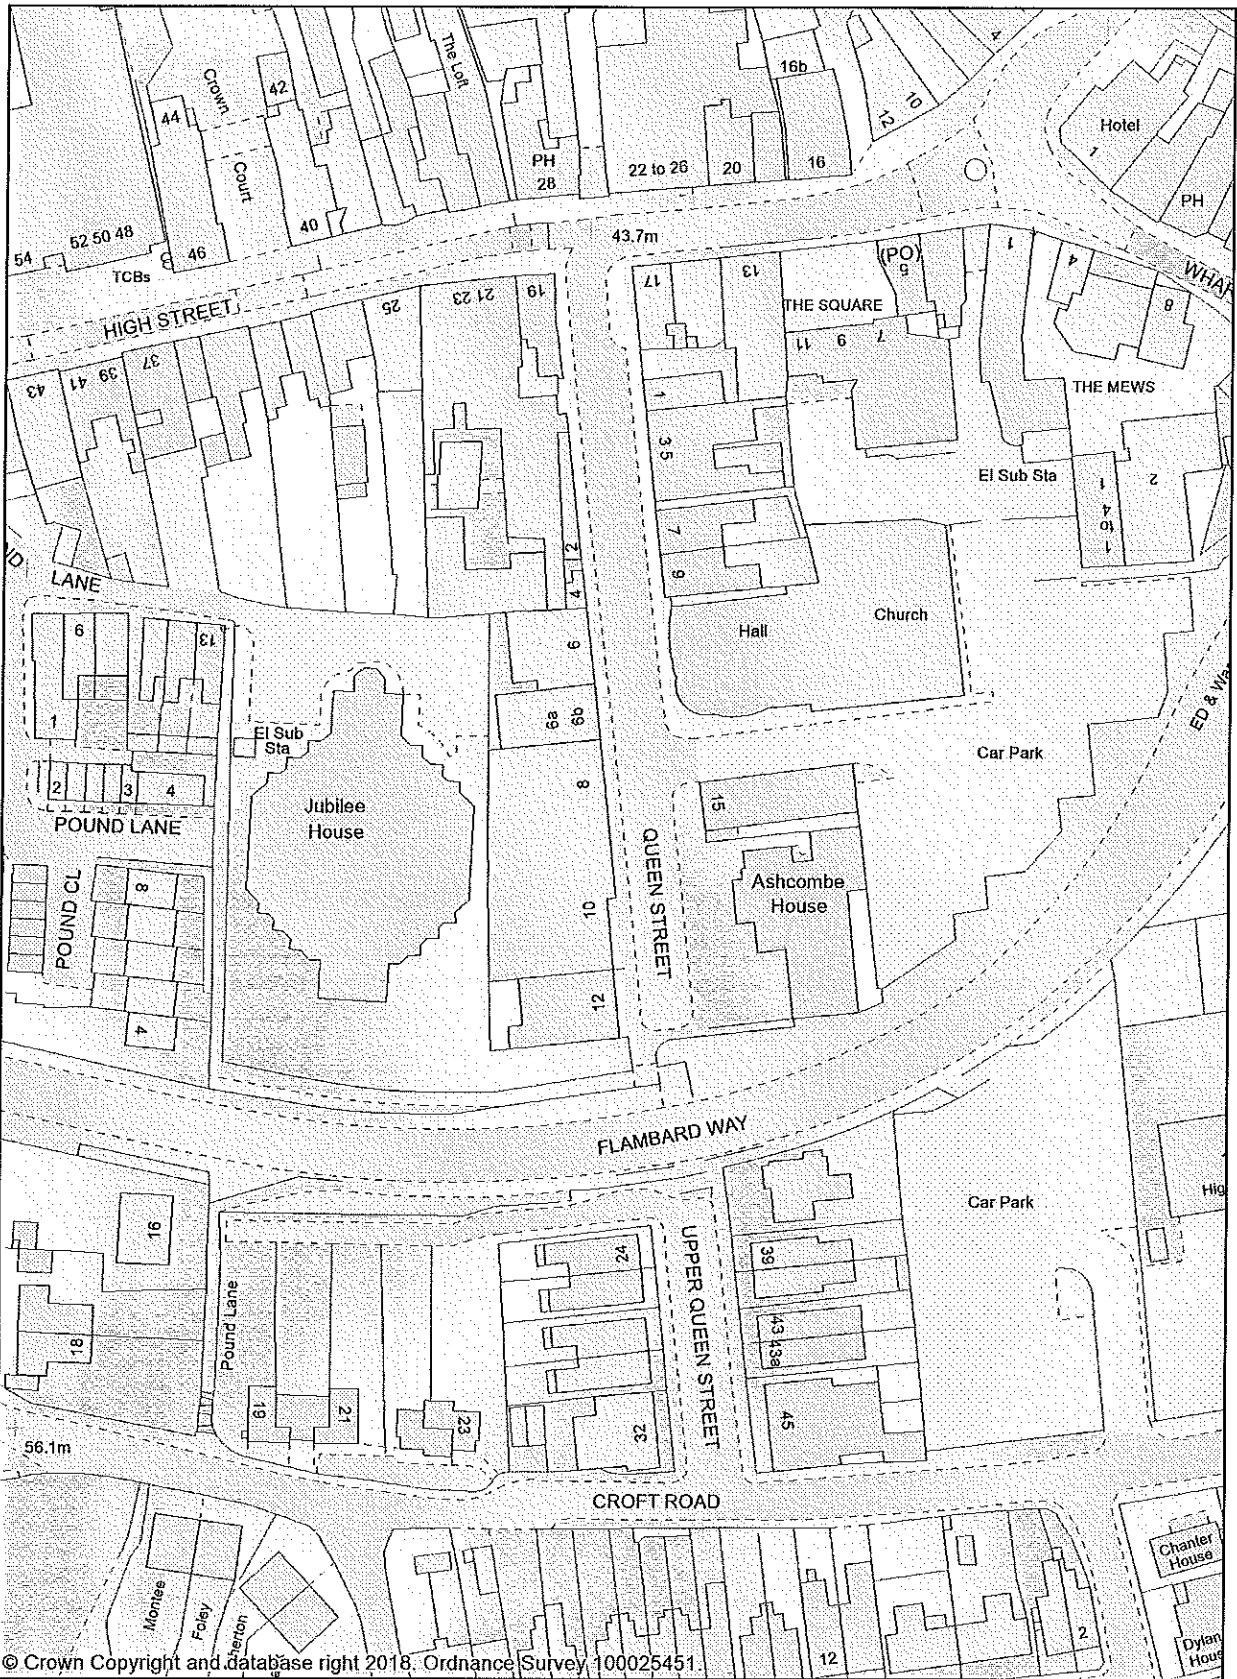 The Loft
4
16b
Crown
42
44
10
12
Hotel
1
PH
28
22 to 26
20
16
Court
PH
40
43.7m
52 50 48
54
46
TCBs
(PO)
5
17
13
1
4
THE SQUARE
8
HIGH STREET
25
21 23
19
11
9
7
43
41
39
37
THE MEWS
1
3 5
El Sub Sta
2
7
2
LANE
9
4
6
13
6
Hall
Church
1
El Sub
Sta
6a
6b
Car Park
8
2
3
4
Jubilee
House
15
POUND LANE
QUEEN STREET
Ashcombe
House
8
POUND CL
10
12
4
FLAMBARD WAY
16
Car Park
24
39
UPPER QUEEN STREET
Pound Lane
18
43
43a
19
21
23
32
45
56.1m
CROFT ROAD
Chanter
House
Montee
Foley
12
2
© Crown Copyright and database right 2018. Ordnance Survey 100025451.